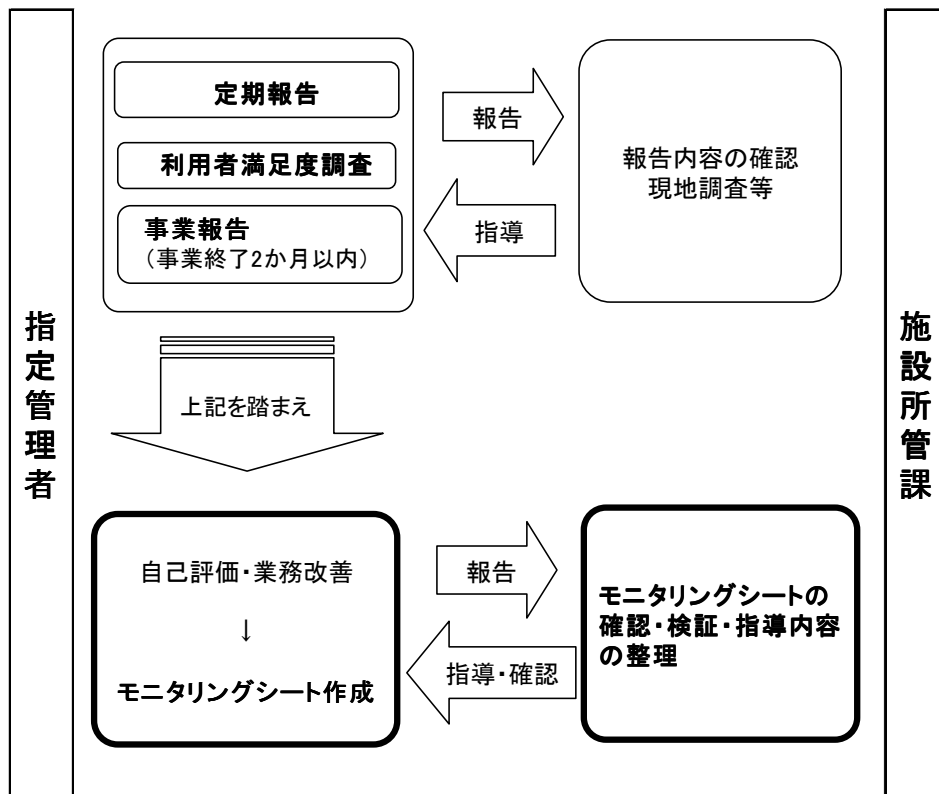 指定管理者
定期報告
利用者満足度調査
事業報告
（事業終了2か月以内）
報告
指導
報告内容の確認
現地調査等
上記を踏まえ
自己評価・業務改善
↓
モニタリングシート作成
報告
指導・確認
モニタリングシートの
確認・検証・指導内容
の整理
施設所管課